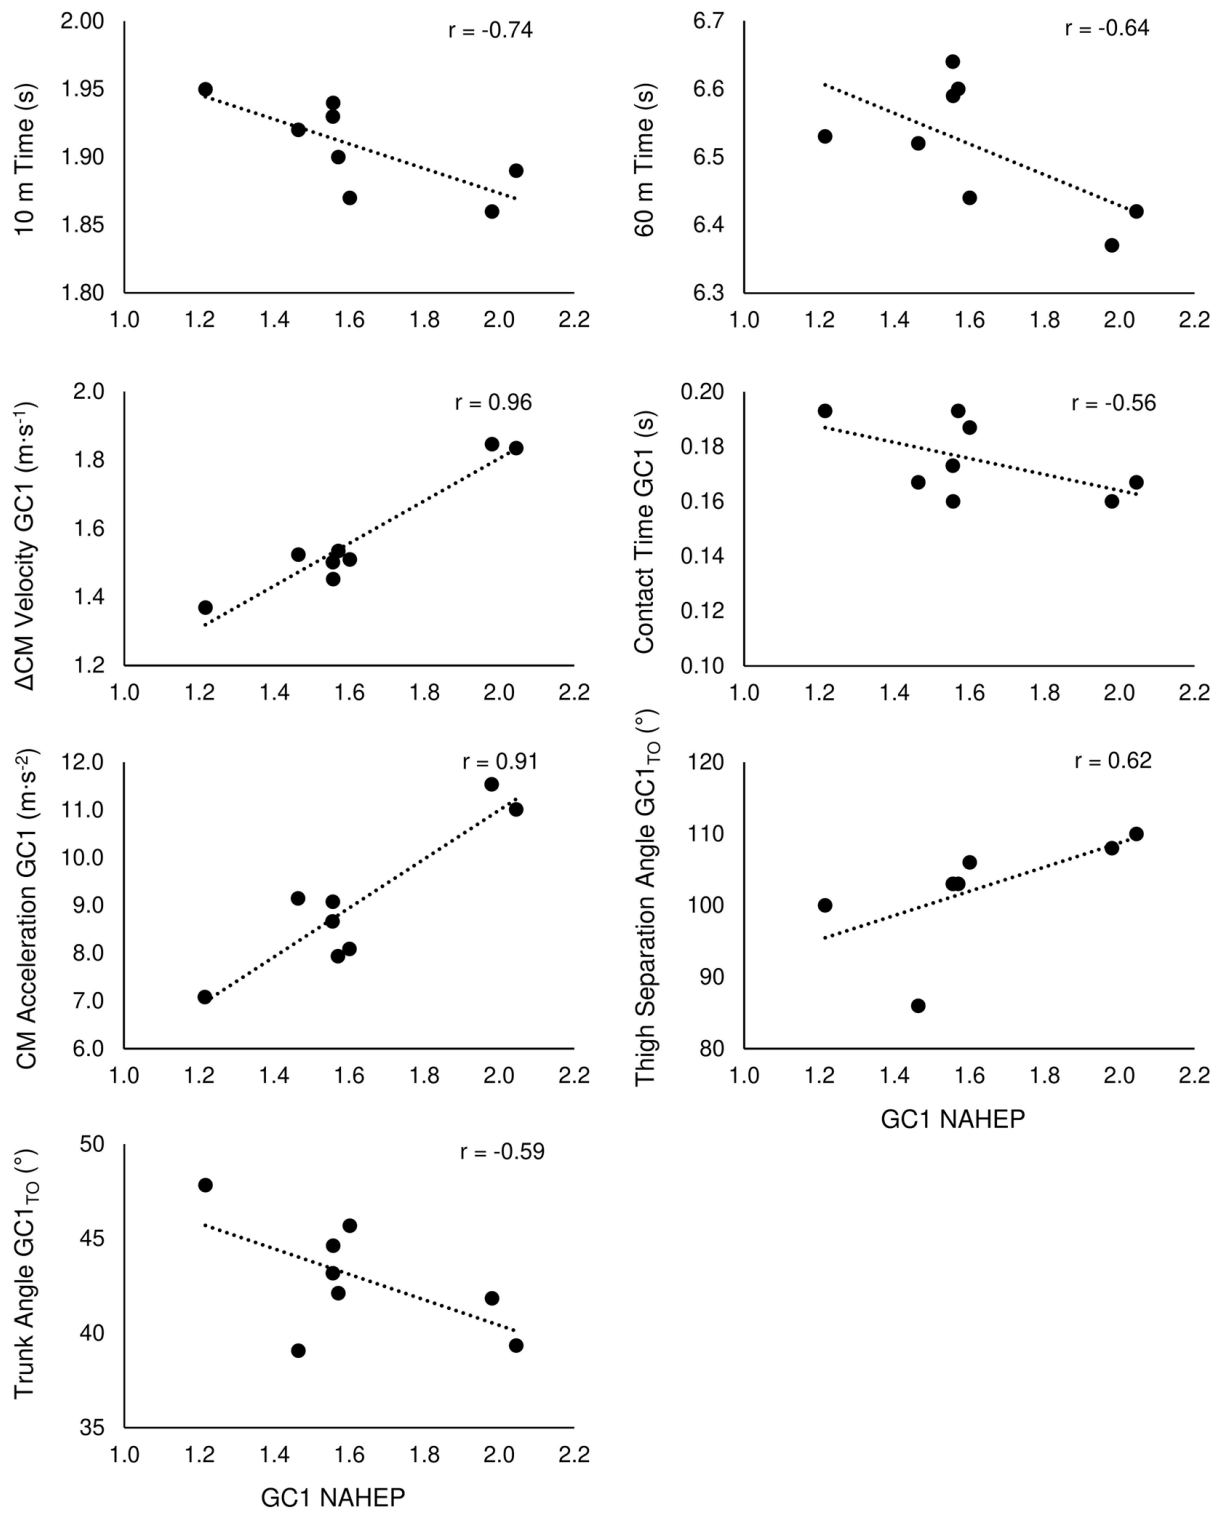 r = -0.74
10 m Time (s)
2.00
1.95
1.90
1.85
1.80
1.0 1.2 1.4 1.6 1.8 2.0 2.2
r = -0.64
60 m Time (s)
6.7
6.6
6.5
6.4
6.3
1.0 1.2 1.4 1.6 1.8 2.0 2.2
r = 0.96
ΔCM Velocity GC1 (m·s-1)
2.0
1.8
1.6
1.4
1.2
1.0 1.2 1.4 1.6 1.8 2.0 2.2
r = -0.56
Contact Time GC1 (s)
0.20
0.18
0.16
0.14
0.12
0.10
1.0 1.2 1.4 1.6 1.8 2.0 2.2
r = 0.91
CM Acceleration GC1 (m·s-2)
12.0
11.0
10.0
9.0
8.0
7.0
6.0
1.0 1.2 1.4 1.6 1.8 2.0 2.2
r = 0.62
Thigh Separation Angle GC1TO (°)
120
110
100
90
80
1.0 1.2 1.4 1.6 1.8 2.0 2.2
GC1 NAHEP
r = -0.59
Trunk Angle GC1TO (°)
50
45
40
35
1.0 1.2 1.4 1.6 1.8 2.0 2.2
GC1 NAHEP